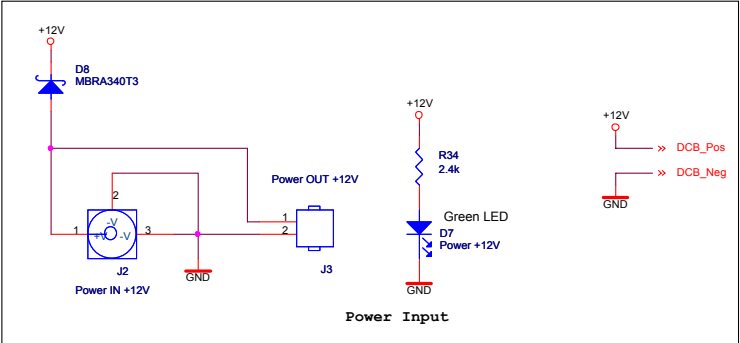 +12V
D8
MBRA340T3
2
1
+V
-V
-V
3
J2
Power IN +12V
GND
Power OUT +12V
1
2
J3
+12V
R34
2.4k
Green LED
D7
Power +12V
GND
+12V
DCB_Pos
DCB_Neg
GND
Power Input